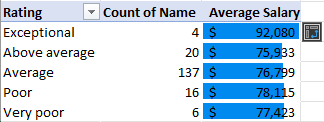 Rating Count of Name Average Salary
Exceptional 4 $ 92,080
Above average 20 $ 75,933
Average 137 $ 76,799
Poor 16 $ 78,115
Very poor 6 $ 77,423